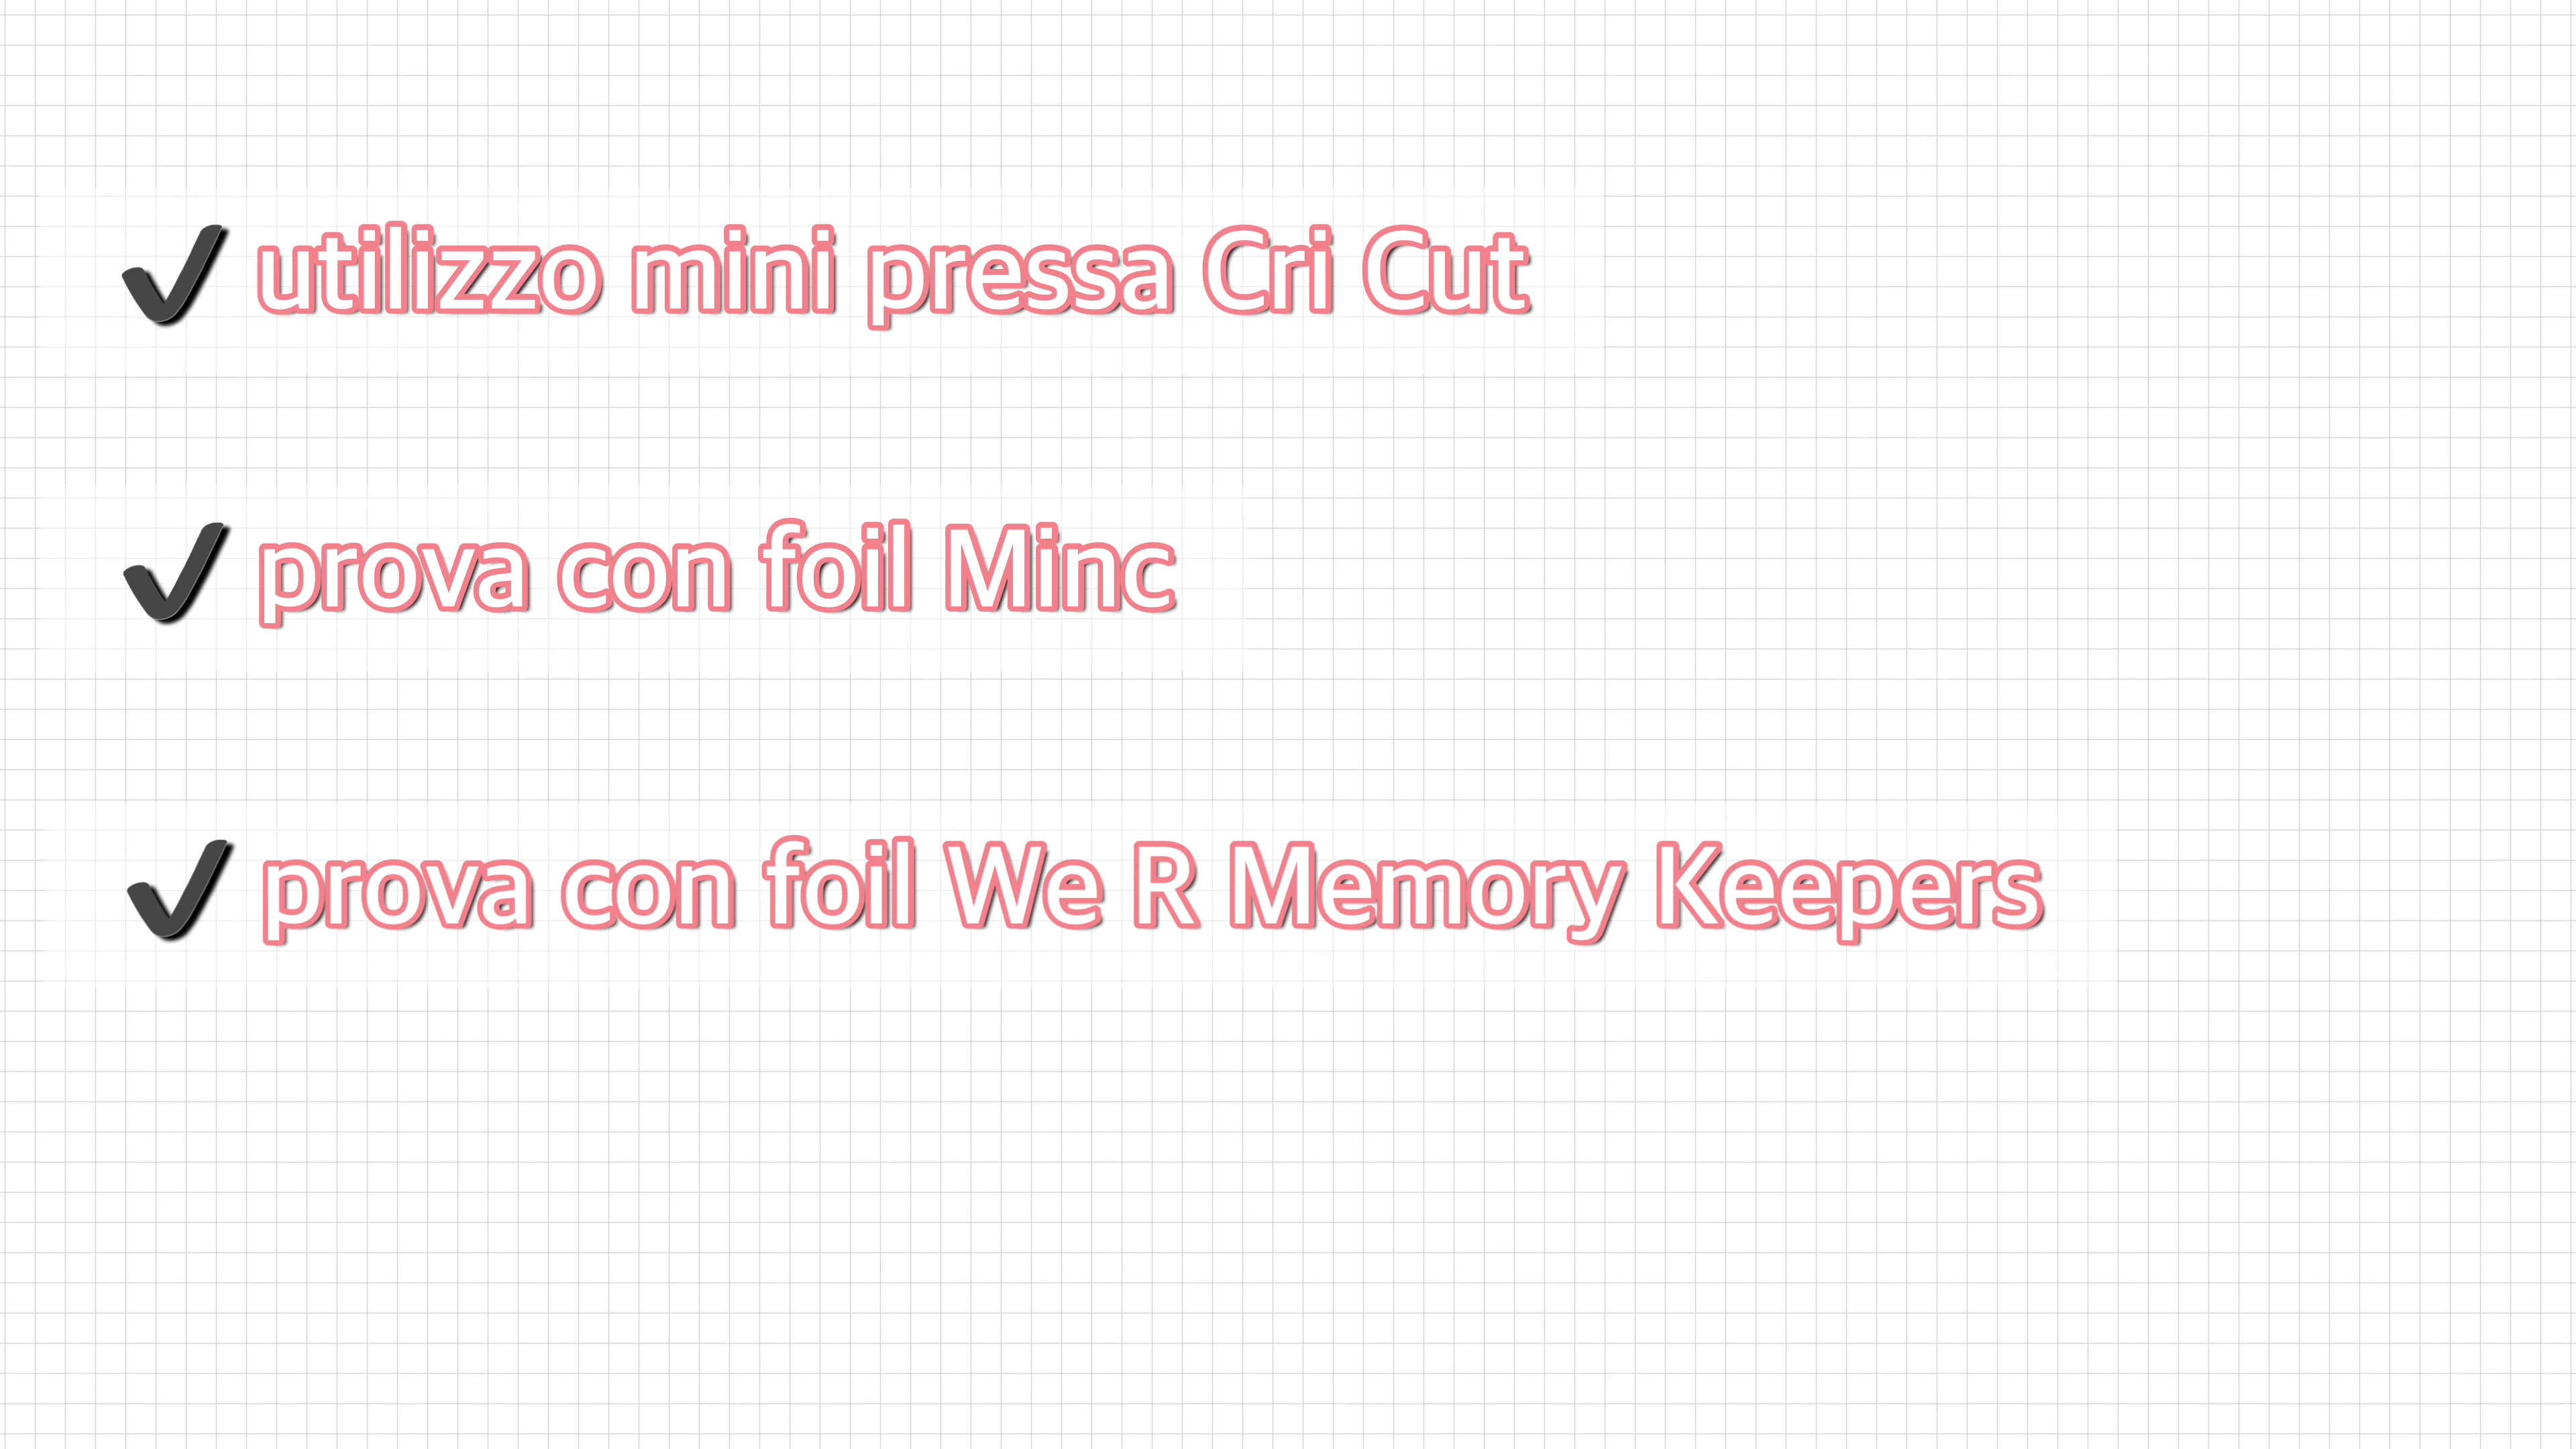 ✔ utilizzo mini pressa Cri Cut
✔ prova con foil Minc
✔ prova con foil We R Memory Keepers